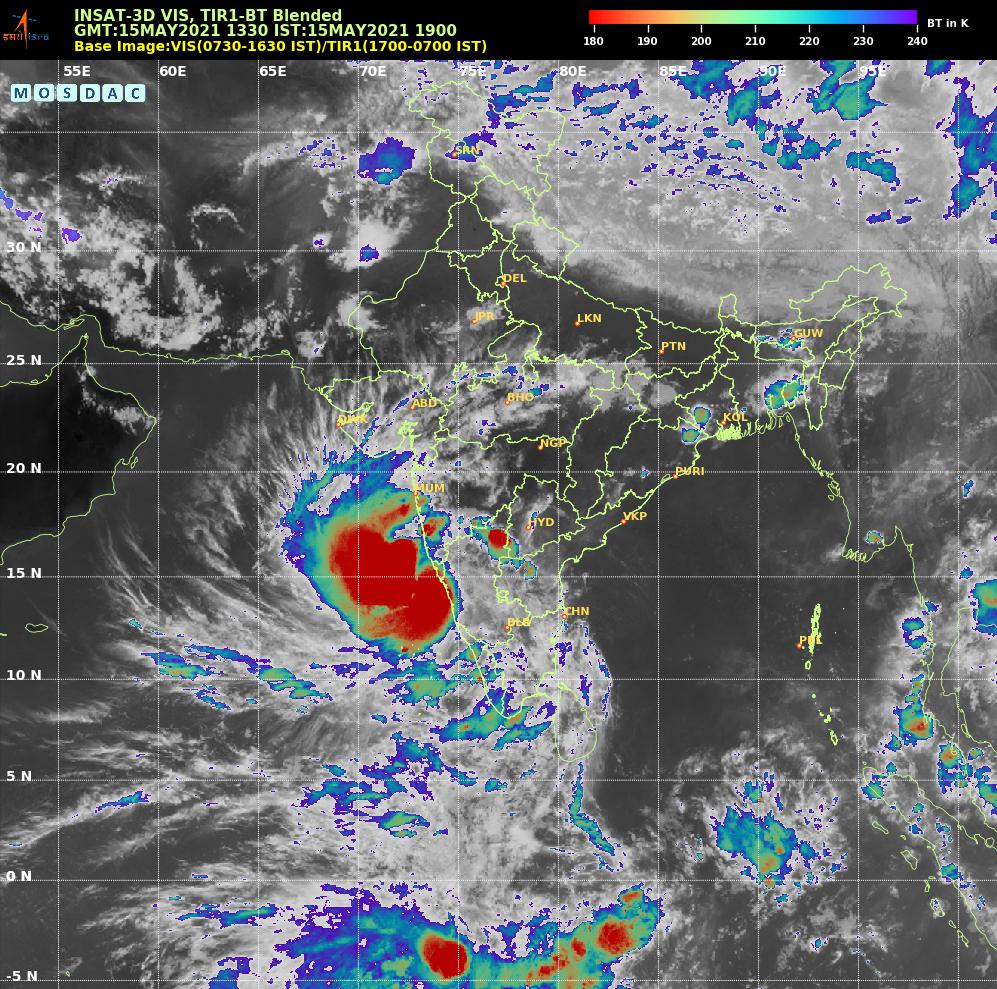 INSAT-3D VIS, TIR1-BT Blended
GMT:15MAY2021 1330 IST:15MAY2021 1900
Base Image:VIS(0730-1630 IST)/TIR1(1700-0700 IST)
BT in K
180 190 200 210 220 230 240
55E 60E 65E 70E 75E 80E 85E 90E 95E
MOSDAC
SRN
30 N
DEL
JPR
LKN
GUW
PTN
25 N
BHO
ABD
KOL
NGP
20 N
PURI
MUM
HYD
VKP
15 N
CHN
BLB
10 N
5 N
0 N
-5 N